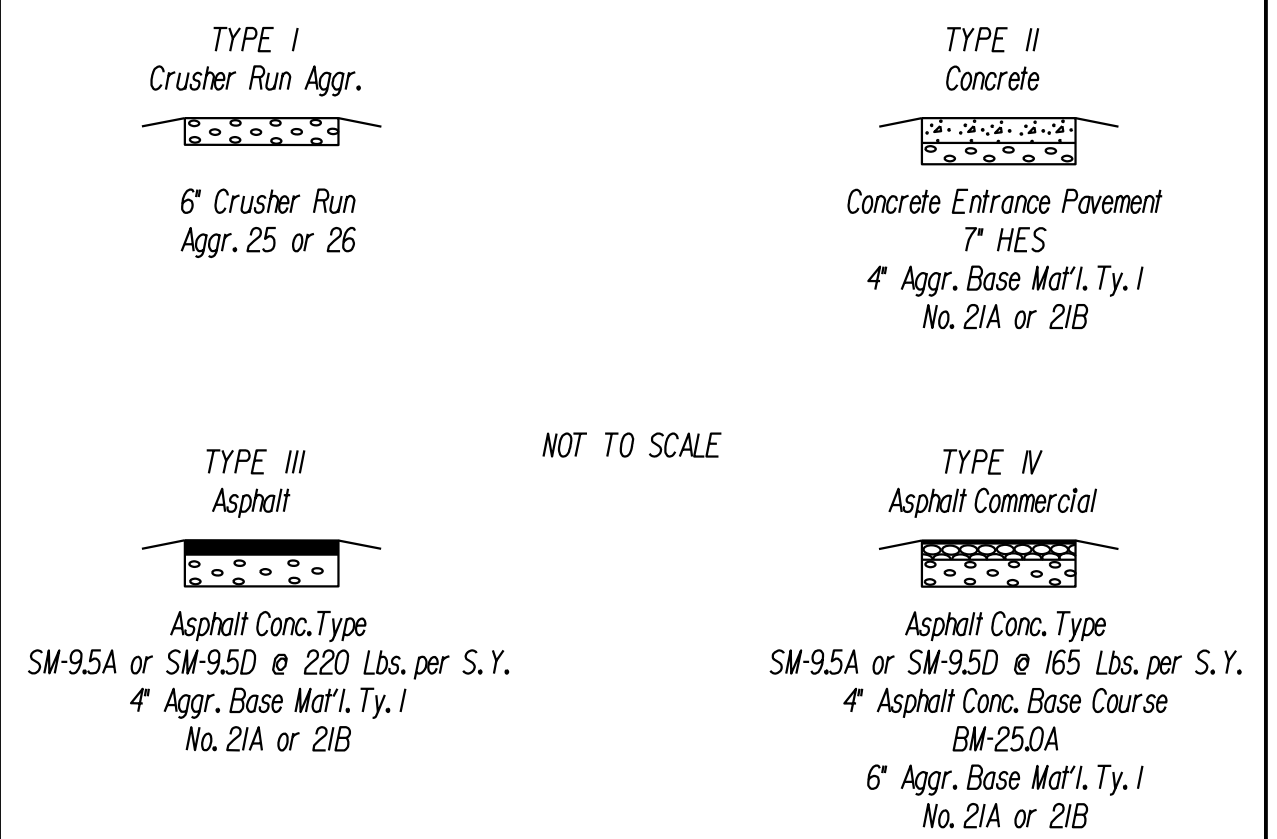 TYPE I
Crusher Run Aggr.
6" Crusher Run
Aggr. 25 or 26
TYPE II
Concrete
Concrete Entrance Pavement
7" HES
4" Aggr. Base Mat'l. Ty. I
No. 21A or 21B
NOT TO SCALE
TYPE III
Asphalt
Asphalt Conc. Type
SM-9.5A or SM-9.5D @ 220 Lbs. per S.Y.
4" Aggr. Base Mat'l. Ty. I
No. 21A or 21B
TYPE IV
Asphalt Commercial
Asphalt Conc. Type
SM-9.5A or SM-9.5D @ 165 Lbs. per S.Y.
4" Asphalt Conc. Base Course
BM-25.0A
6" Aggr. Base Mat'l. Ty. I
No. 21A or 21B